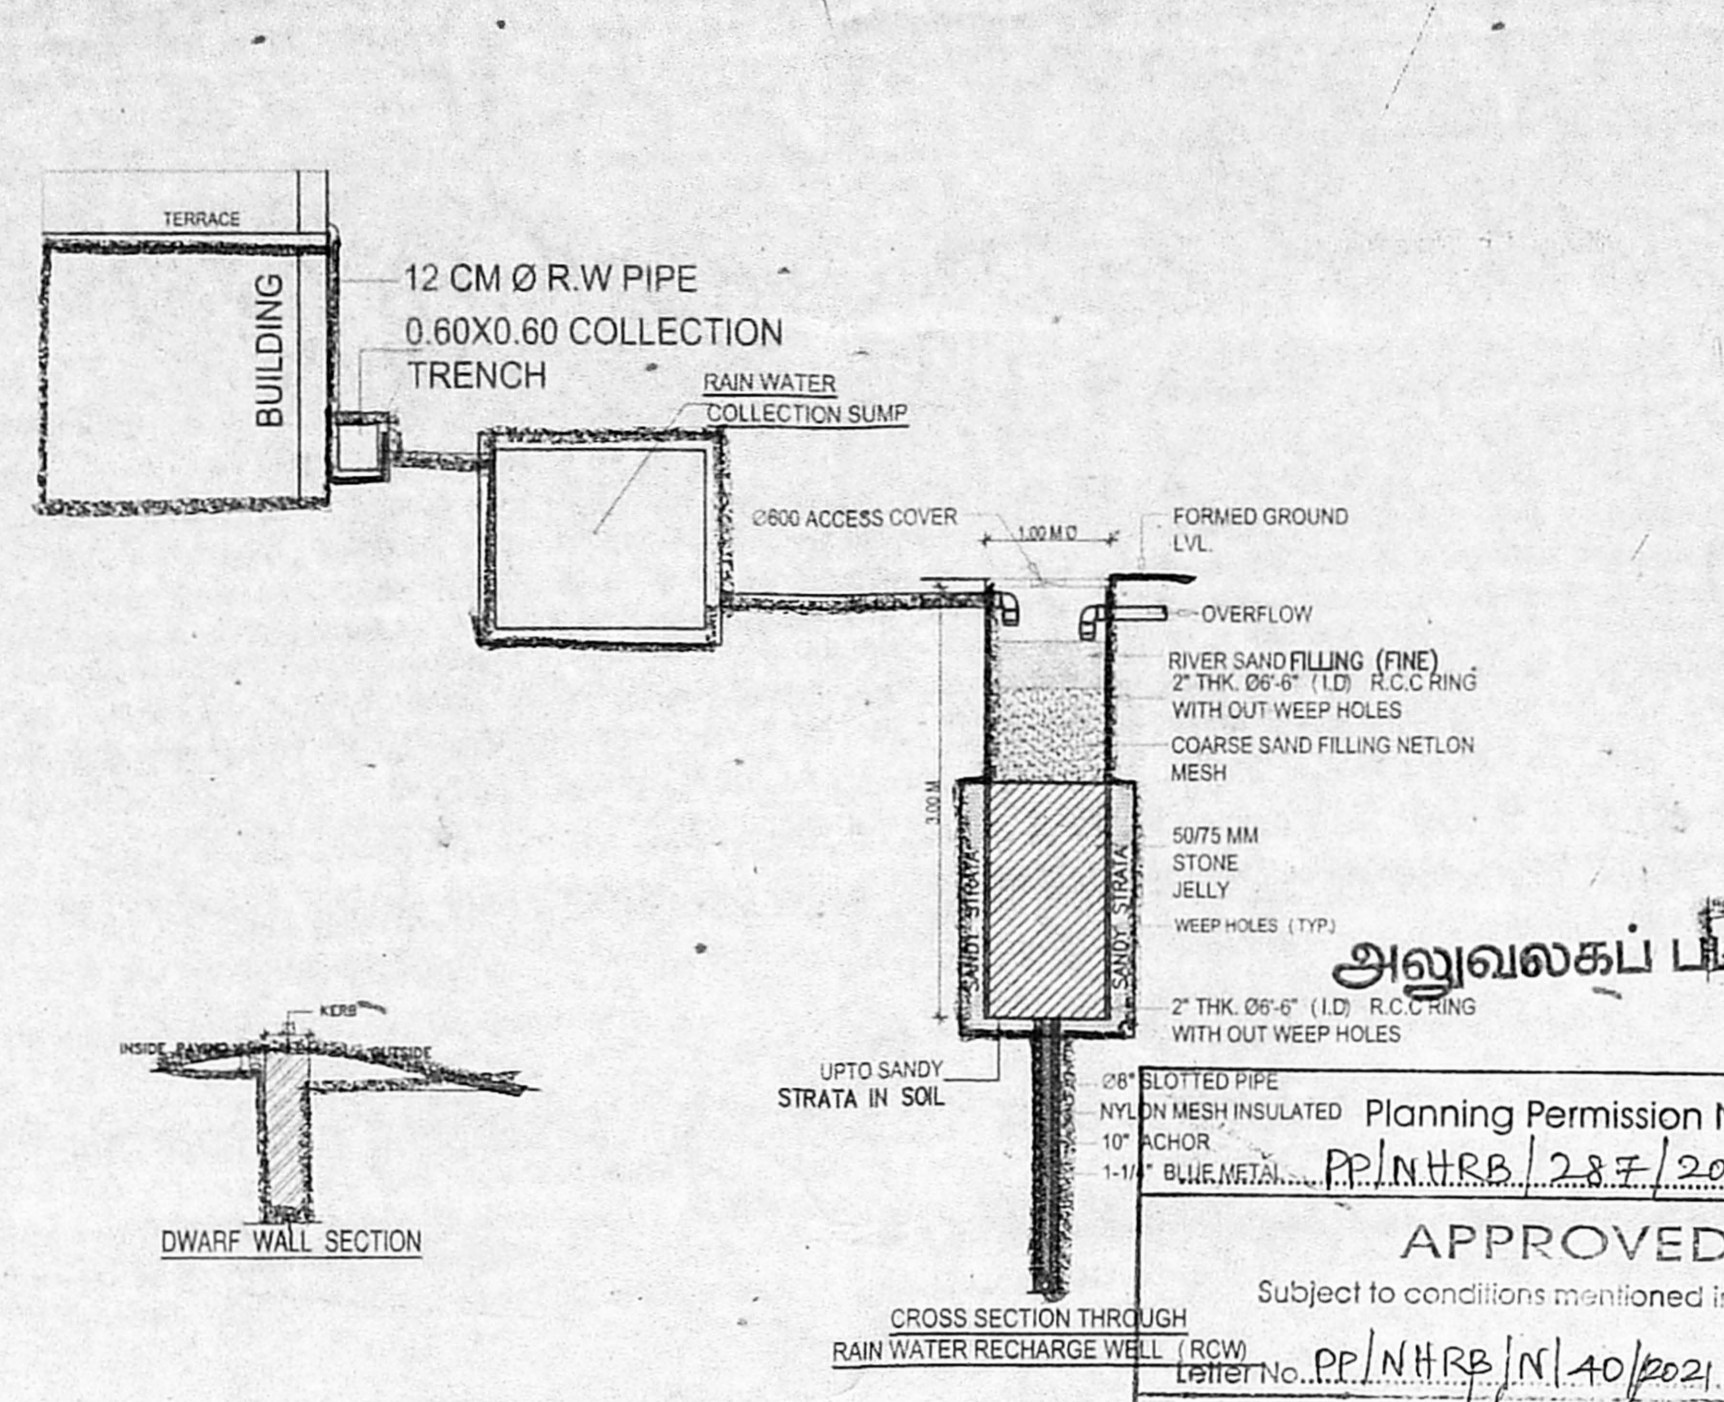 TERRACE
BUILDING
12 CM Ø R.W PIPE
0.60X0.60 COLLECTION
TRENCH
RAIN WATER
COLLECTION SUMP
Ø600 ACCESS COVER
1.00 M Ø
FORMED GROUND
LVL.
OVERFLOW
RIVER SAND FILLING (FINE)
2" THK. Ø6'-6" (I.D) R.C.C RING
WITH OUT WEEP HOLES
COARSE SAND FILLING NETLON
MESH
3.00 M
50/75 MM
STONE
JELLY
SANDY STRATA
SANDY STRATA
WEEP HOLES (TYP.)
அலுவலகப்
2" THK. Ø6'-6" (I.D) R.C.C RING
WITH OUT WEEP HOLES
KERB
INSIDE PAVING
OUTSIDE
UPTO SANDY
STRATA IN SOIL
Ø8" SLOTTED PIPE
NYLON MESH INSULATED
10" ACHOR
1-1/4" BLUE METAL
Planning Permission N
PP/NHRB/287/20
DWARF WALL SECTION
APPROVED
Subject to conditions mentioned in
CROSS SECTION THROUGH
RAIN WATER RECHARGE WELL (RCW)
Letter No. PP/NHRB/N/40/2021